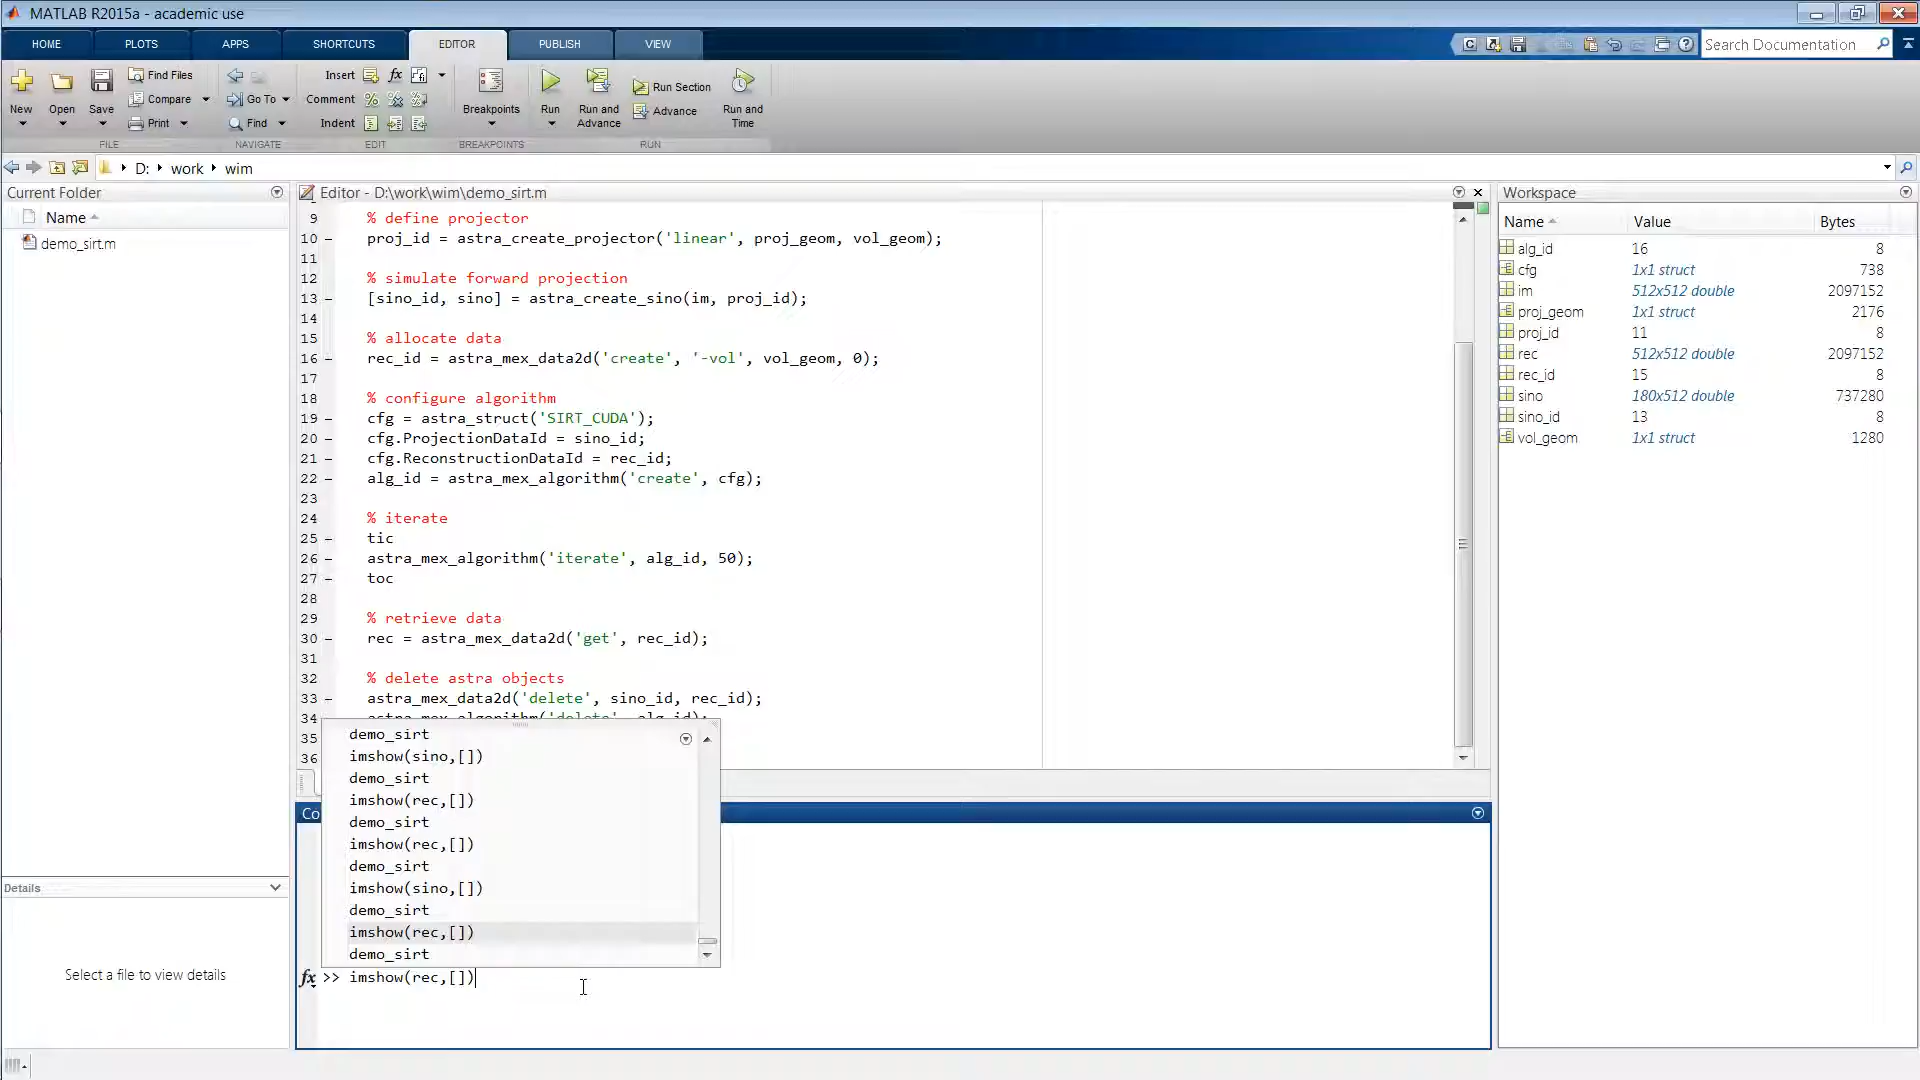 MATLAB R2015a - academic use
HOME PLOTS APPS SHORTCUTS EDITOR PUBLISH VIEW
Search Documentation
New
Open
Save
Find Files
Compare
Print
FILE
Go To
Find
NAVIGATE
Insert
Comment
Indent
EDIT
Breakpoints
BREAKPOINTS
Run
Run and Advance
Run Section
Advance
Run and Time
RUN
D: work wim
Current Folder
Name
demo_sirt.m
Details
Select a file to view details
Editor - D:\work\wim\demo_sirt.m
9 % define projector
10 – proj_id = astra_create_projector('linear', proj_geom, vol_geom);
11
12 % simulate forward projection
13 – [sino_id, sino] = astra_create_sino(im, proj_id);
14
15 % allocate data
16 – rec_id = astra_mex_data2d('create', '-vol', vol_geom, 0);
17
18 % configure algorithm
19 – cfg = astra_struct('SIRT_CUDA');
20 – cfg.ProjectionDataId = sino_id;
21 – cfg.ReconstructionDataId = rec_id;
22 – alg_id = astra_mex_algorithm('create', cfg);
23
24 % iterate
25 – tic
26 – astra_mex_algorithm('iterate', alg_id, 50);
27 – toc
28
29 % retrieve data
30 – rec = astra_mex_data2d('get', rec_id);
31
32 % delete astra objects
33 – astra_mex_data2d('delete', sino_id, rec_id);
34 – astra_mex_algorithm('delete', alg_id);
35
36
demo_sirt
imshow(sino,[])
demo_sirt
imshow(rec,[])
demo_sirt
imshow(rec,[])
demo_sirt
imshow(sino,[])
demo_sirt
imshow(rec,[])
demo_sirt
Co
fx >> imshow(rec,[])
Workspace
Name Value Bytes
alg_id 16 8
cfg 1x1 struct 738
im 512x512 double 2097152
proj_geom 1x1 struct 2176
proj_id 11 8
rec 512x512 double 2097152
rec_id 15 8
sino 180x512 double 737280
sino_id 13 8
vol_geom 1x1 struct 1280